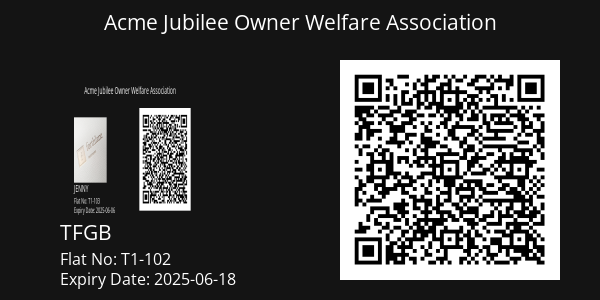 Acme Jubilee Owner Welfare Association
Acme Jubilee Owner Welfare Association
JENNY
Flat No: T1-103
Expiry Date: 2025-06-06
TFGB
Flat No: T1-102
Expiry Date: 2025-06-18